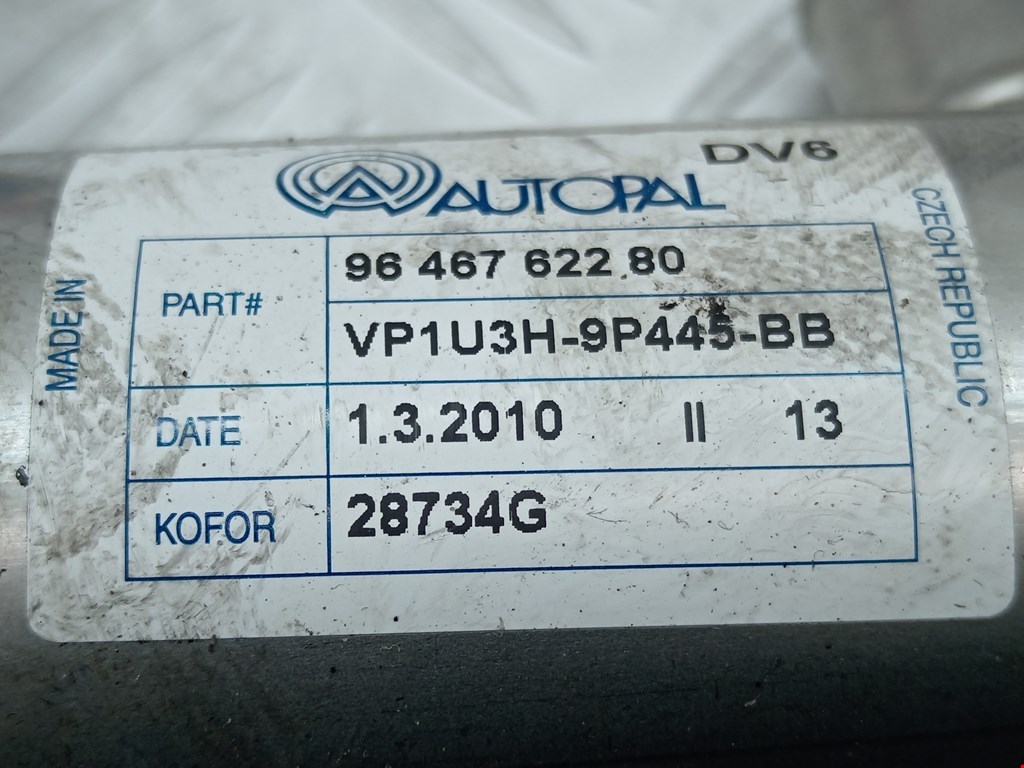 DV6
AUTOPAL
MADE IN
CZECH REPUBLIC
PART#
96 467 622 80
VP1U3H-9P445-BB
DATE
1.3.2010 II 13
KOFOR
28734G